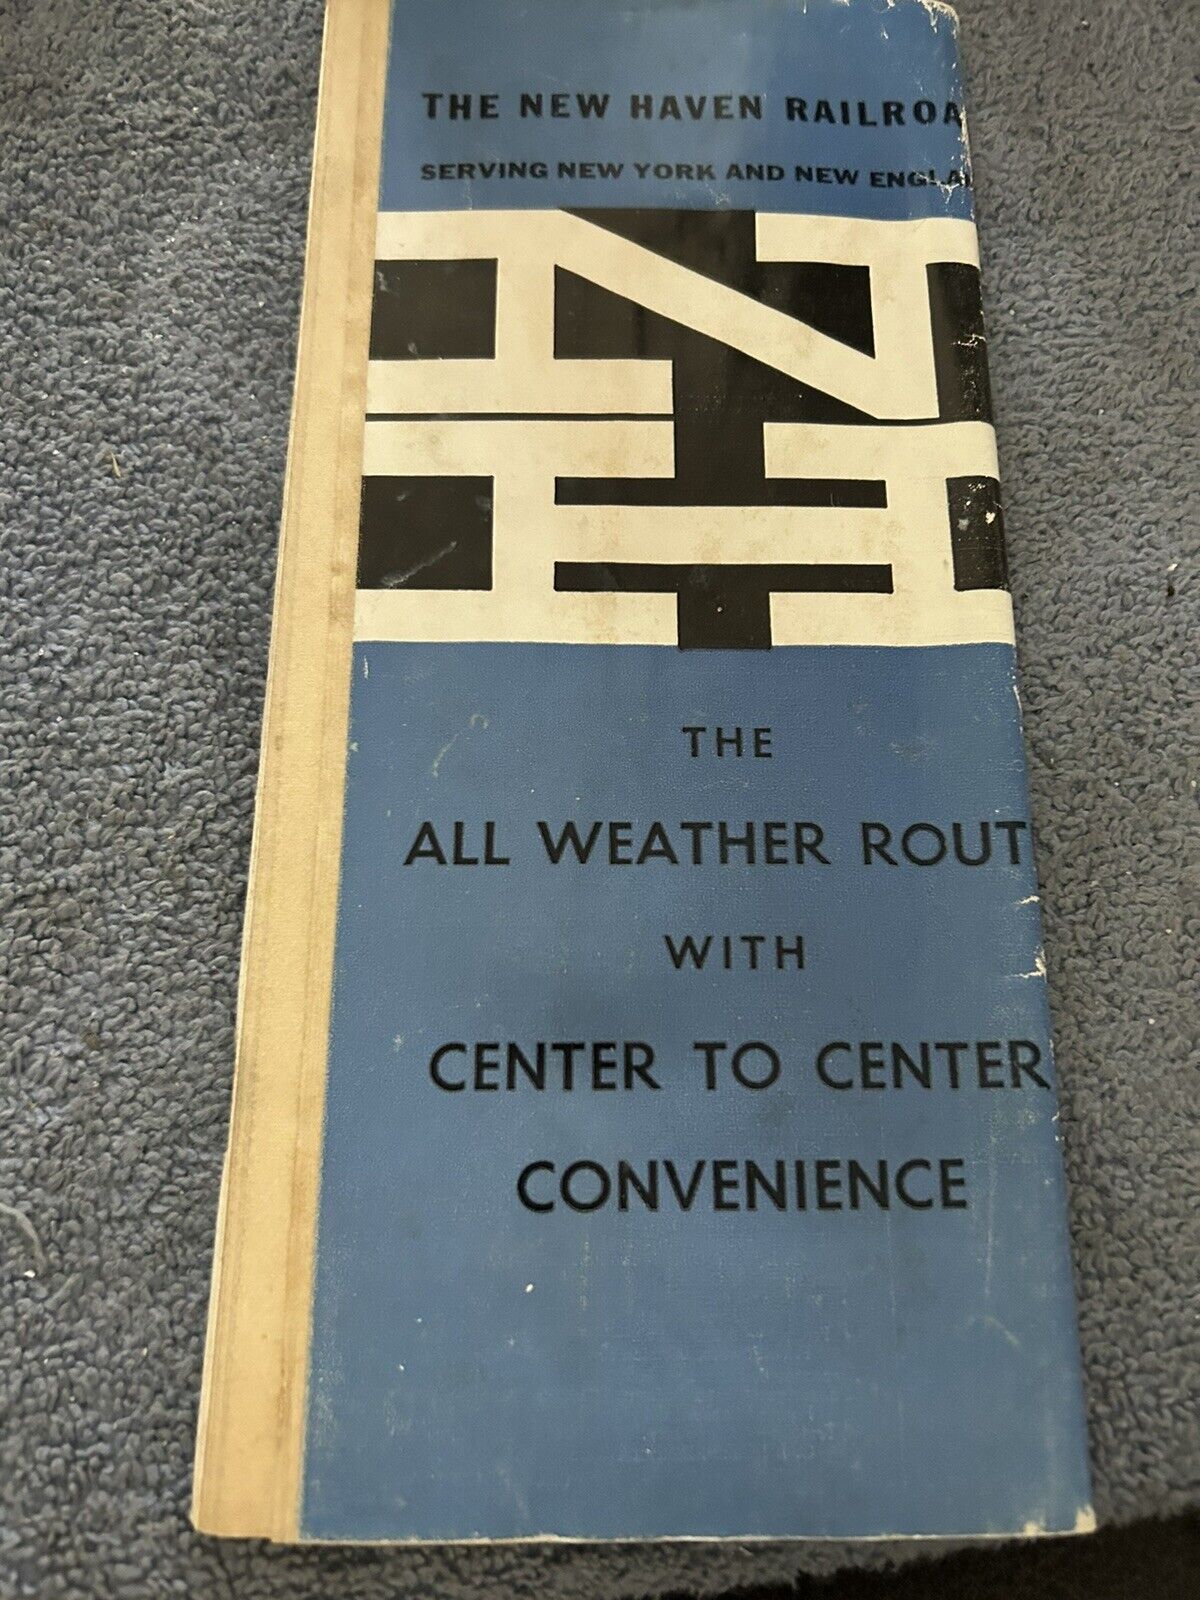 THE NEW HAVEN RAILROA
SERVING NEW YORK AND NEW ENGLA
N
H
THE
ALL WEATHER ROUT
WITH
CENTER TO CENTER
CONVENIENCE